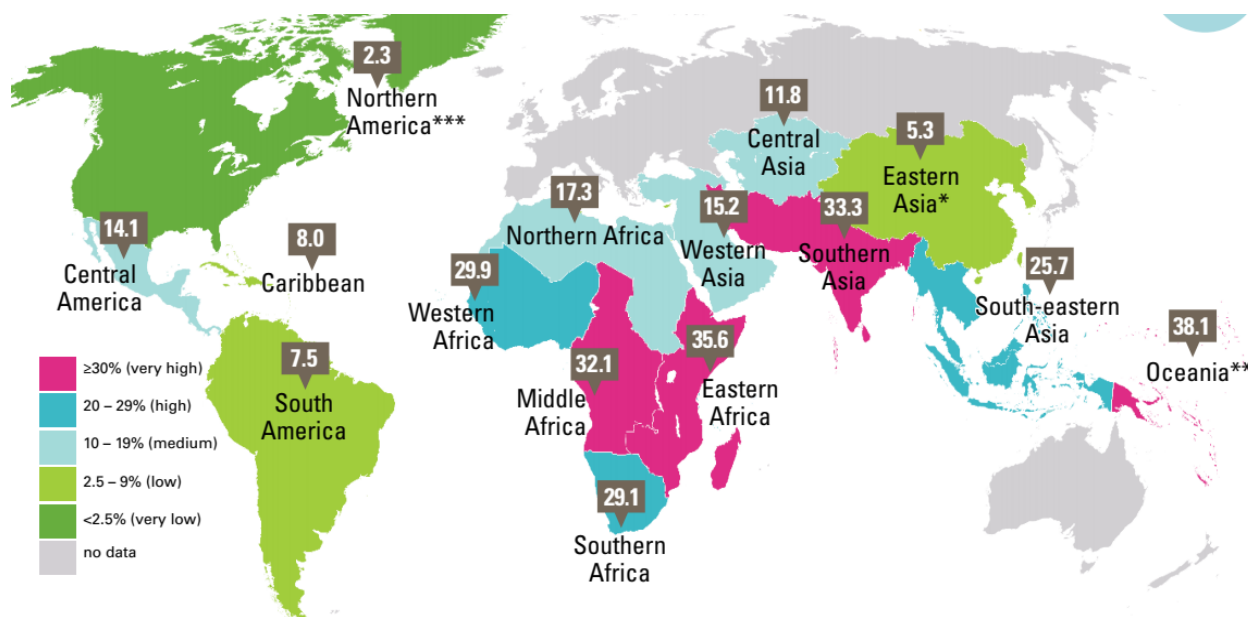 2.3
Northern
America***
11.8
Central
Asia
5.3
Eastern
Asia*
17.3
Northern Africa
15.2
Western
Asia
33.3
Southern
Asia
14.1
Central
America
8.0
Caribbean
29.9
Western
Africa
25.7
South-eastern
Asia
38.1
Oceania**
7.5
South
America
32.1
Middle
Africa
35.6
Eastern
Africa
29.1
Southern
Africa
≥30% (very high)
20 – 29% (high)
10 – 19% (medium)
2.5 – 9% (low)
<2.5% (very low)
no data